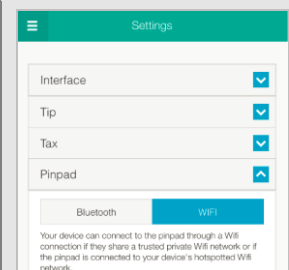 Settings
Interface
Tip
Tax
Pinpad
Bluetooth
WIFI
Your device can connect to the pinpad through a Wifi
connection if they share a trusted private Wifi network or if
the pinpad is connected to your device's hotspotted Wifi
network.